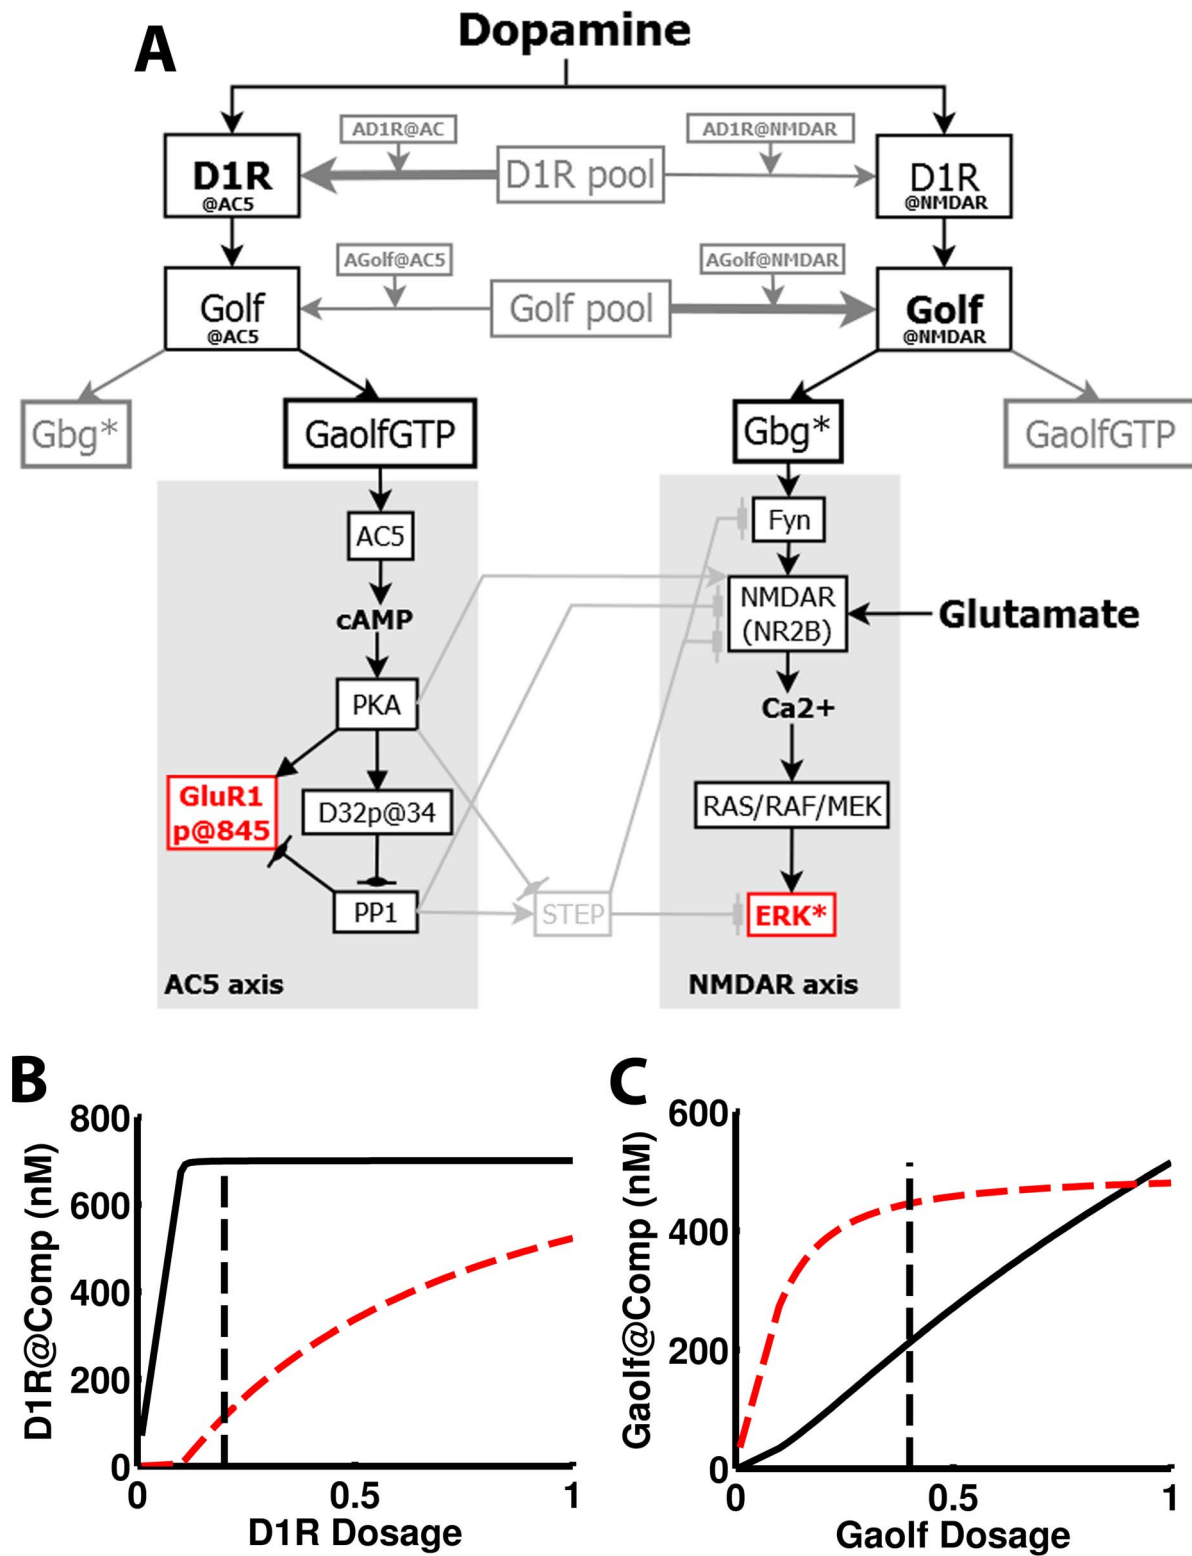 A
Dopamine
AD1R@AC
AD1R@NMDAR
D1R
@AC5
D1R pool
D1R
@NMDAR
AGolf@AC5
AGolf@NMDAR
Golf
@AC5
Golf pool
Golf
@NMDAR
Gbg*
GaolfGTP
Gbg*
GaolfGTP
AC5
Fyn
cAMP
NMDAR
(NR2B)
Glutamate
PKA
Ca2+
GluR1
p@845
D32p@34
RAS/RAF/MEK
PP1
STEP
ERK*
AC5 axis
NMDAR axis
B
D1R@Comp (nM)
800
600
400
200
0
0
0.5
1
D1R Dosage
C
Gaolf@Comp (nM)
600
400
200
0
0
0.5
1
Gaolf Dosage